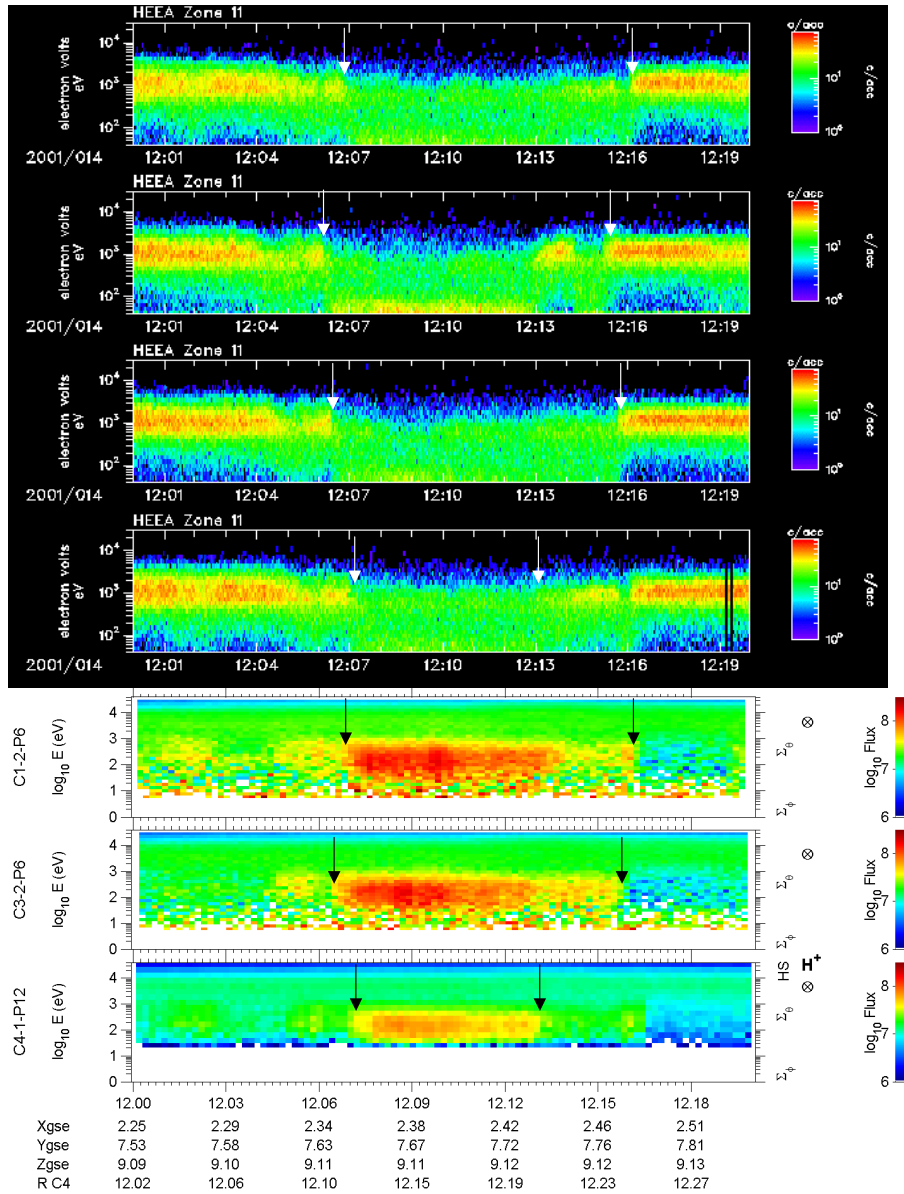 HEEA Zone 11
c/acc
electron volts
eV
10⁴
10³
10²
10¹
10⁰
c/acc
2001/014 12:01 12:04 12:07 12:10 12:13 12:16 12:19
HEEA Zone 11
c/acc
electron volts
eV
10⁴
10³
10²
10¹
10⁰
c/acc
2001/014 12:01 12:04 12:07 12:10 12:13 12:16 12:19
HEEA Zone 11
c/acc
electron volts
eV
10⁴
10³
10²
10¹
10⁰
c/acc
2001/014 12:01 12:04 12:07 12:10 12:13 12:16 12:19
HEEA Zone 11
c/acc
electron volts
eV
10⁴
10³
10²
10¹
10⁰
c/acc
2001/014 12:01 12:04 12:07 12:10 12:13 12:16 12:19
C1-2-P6
log₁₀ E (eV)
4
3
2
1
0
Σ θ
Σ φ
log₁₀ Flux
8
7
6
C3-2-P6
log₁₀ E (eV)
4
3
2
1
0
Σ θ
Σ φ
log₁₀ Flux
8
7
6
C4-1-P12
log₁₀ E (eV)
4
3
2
1
0
HS
H⁺
Σ θ
Σ φ
log₁₀ Flux
8
7
6
12.00 12.03 12.06 12.09 12.12 12.15 12.18
Xgse 2.25 2.29 2.34 2.38 2.42 2.46 2.51
Ygse 7.53 7.58 7.63 7.67 7.72 7.76 7.81
Zgse 9.09 9.10 9.11 9.11 9.12 9.12 9.13
R C4 12.02 12.06 12.10 12.15 12.19 12.23 12.27